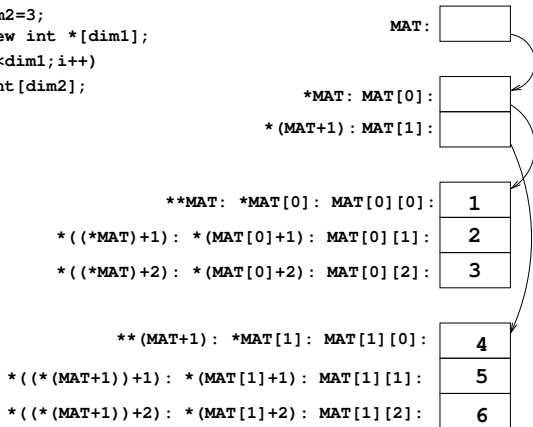 m2=3;
ew int *[dim1];
MAT:
<dim1;i++)
nt[dim2];
*MAT: MAT[0]:
*(MAT+1): MAT[1]:
**MAT: *MAT[0]: MAT[0][0]: 1
*((*MAT)+1): *(MAT[0]+1): MAT[0][1]: 2
*((*MAT)+2): *(MAT[0]+2): MAT[0][2]: 3
**(MAT+1): *MAT[1]: MAT[1][0]: 4
*((*(MAT+1))+1): *(MAT[1]+1): MAT[1][1]: 5
*((*(MAT+1))+2): *(MAT[1]+2): MAT[1][2]: 6